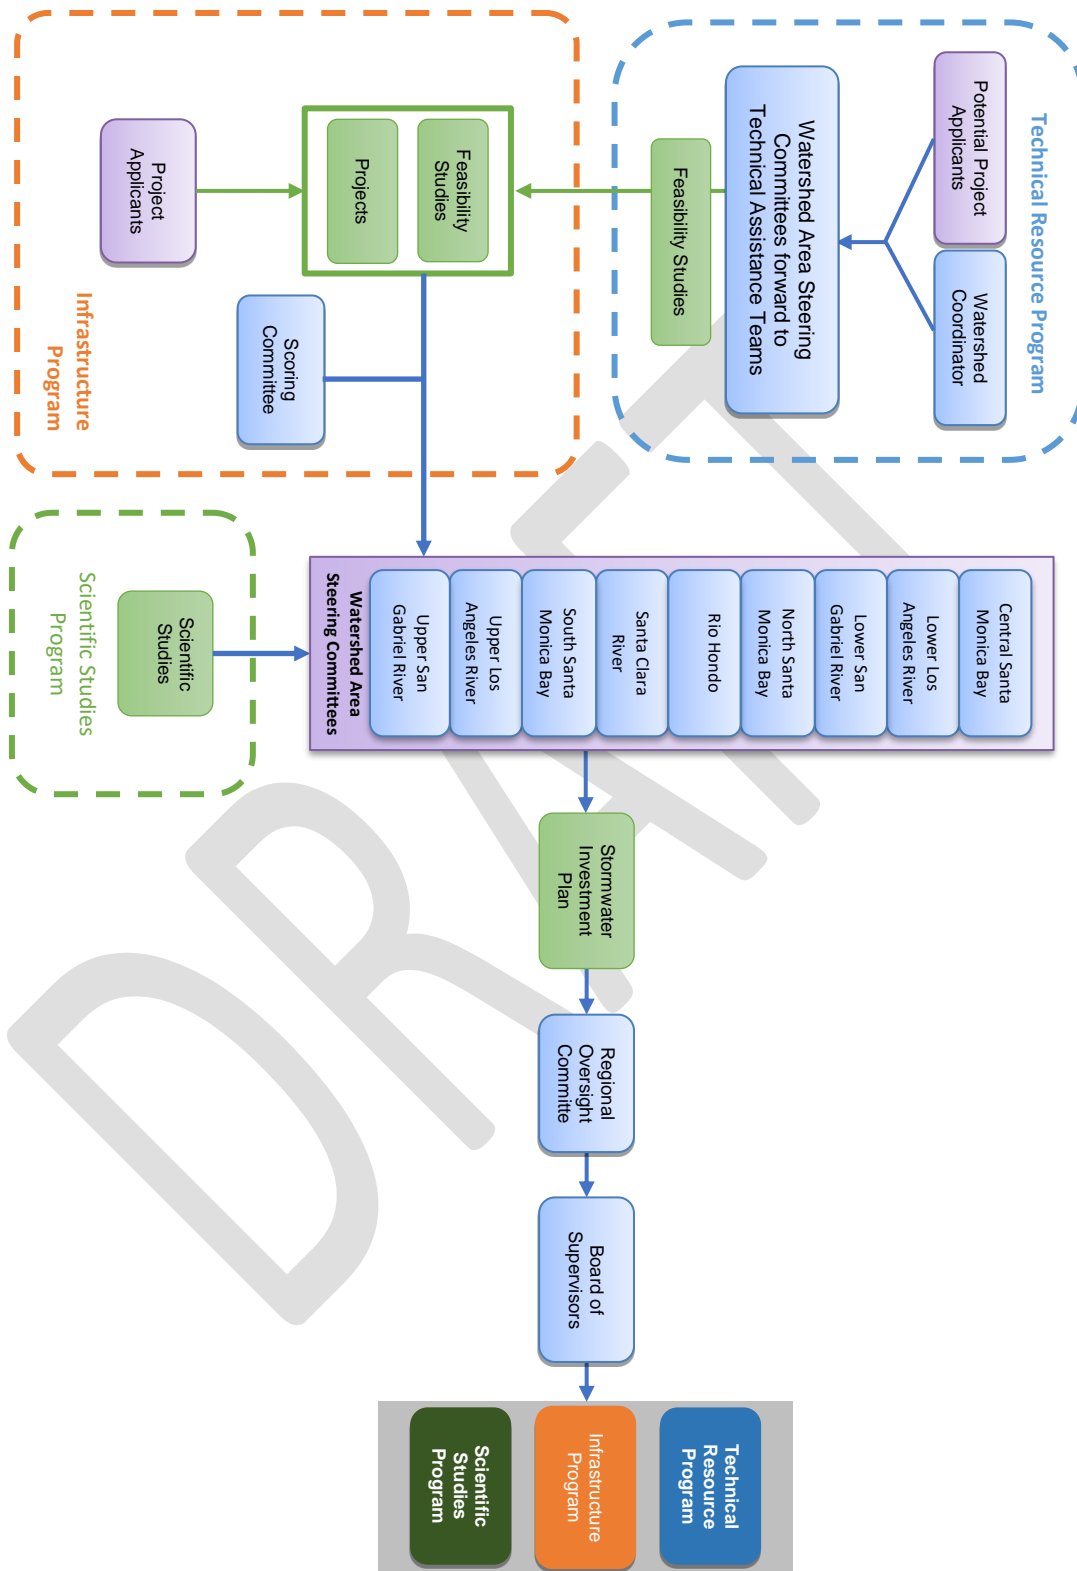 Technical Resource Program
Potential Project
Applicants
Watershed
Coordinator
Watershed Area Steering
Committees forward to
Technical Assistance Teams
Feasibility Studies
Feasibility
Studies
Projects
Project
Applicants
Scoring
Committee
Infrastructure
Program
Central Santa
Monica Bay
Lower Los
Angeles River
Lower San
Gabriel River
North Santa
Monica Bay
Rio Hondo
Santa Clara
River
South Santa
Monica Bay
Upper Los
Angeles River
Upper San
Gabriel River
Watershed Area
Steering Committees
Scientific
Studies
Scientific Studies
Program
Stormwater
Investment
Plan
Regional
Oversight
Committe
Board of
Supervisors
Technical
Resource
Program
Infrastructure
Program
Scientific
Studies
Program
DRAFT